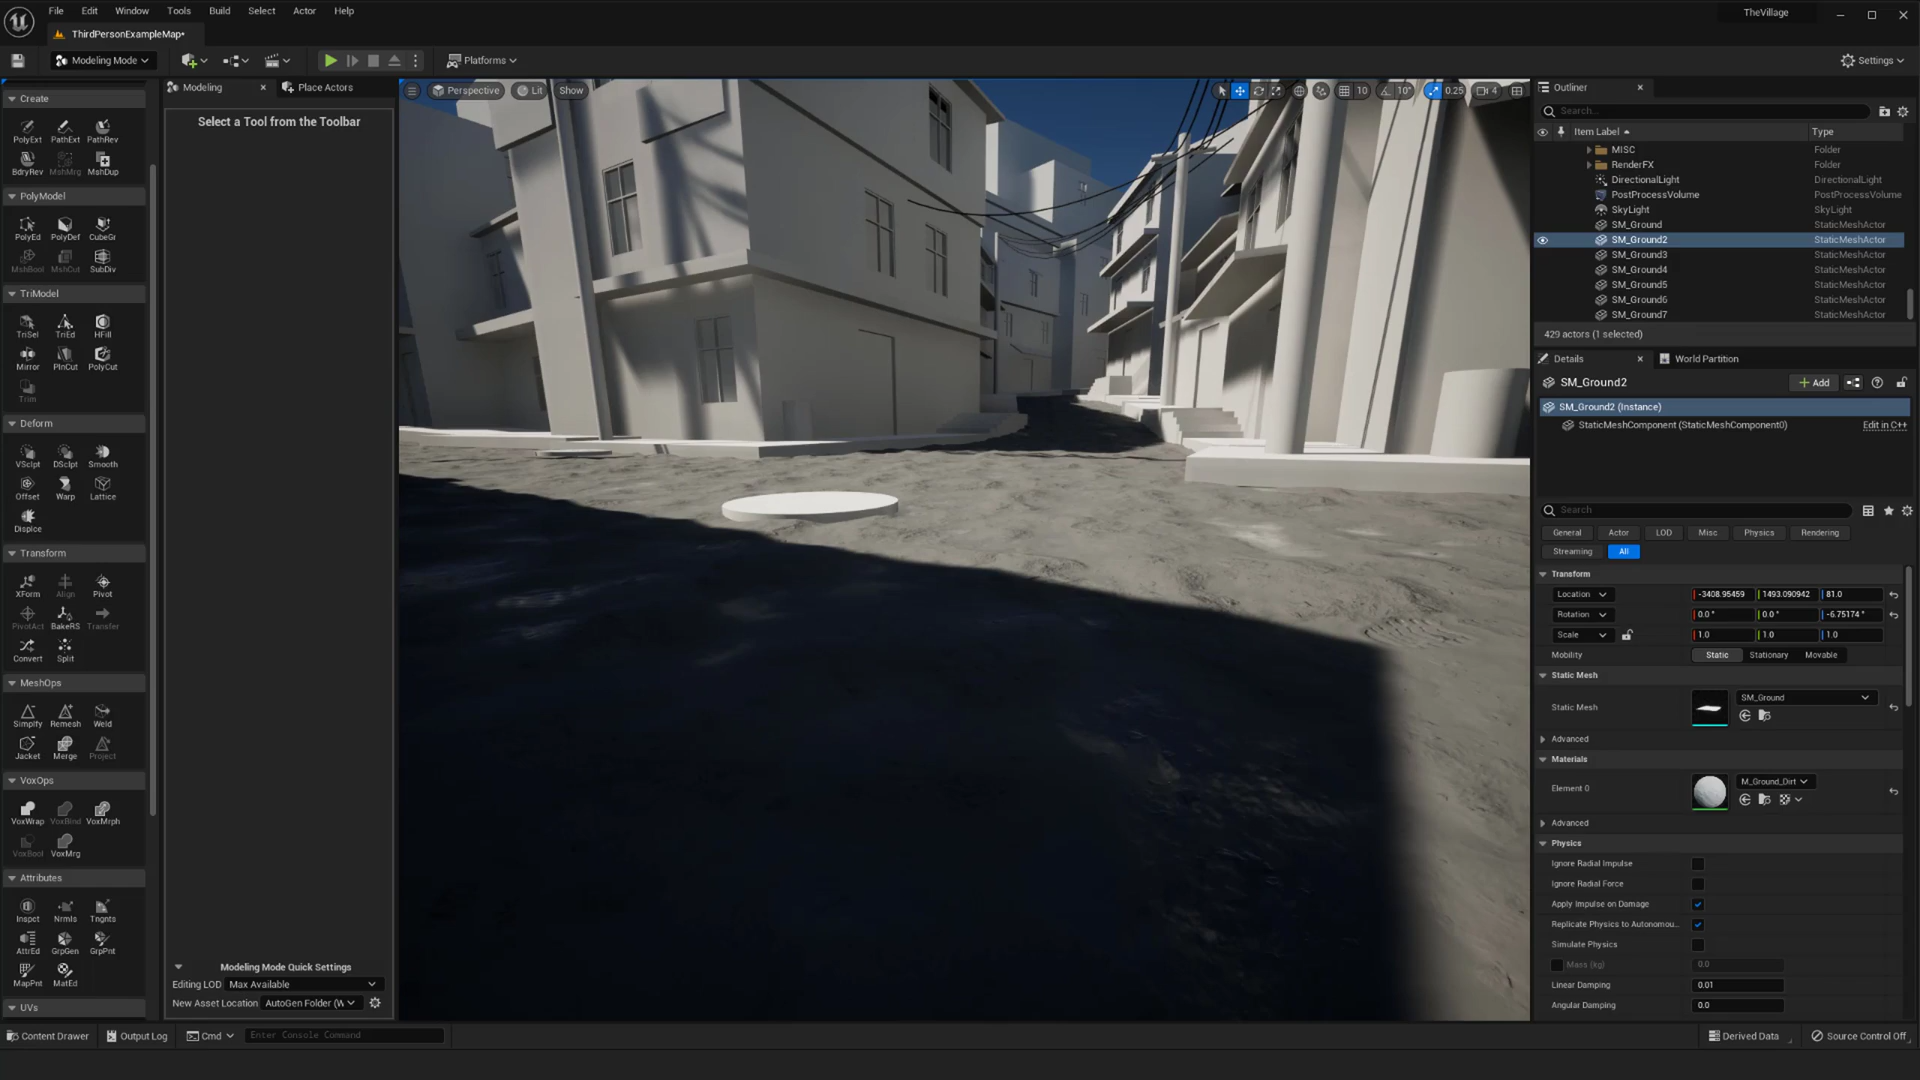 File Edit Window Tools Build Select Actor Help
TheVillage
ThirdPersonExampleMap*
Modeling Mode
Platforms
Settings
Create
PolyExt PathExt PathRev
BdryRev MshMrg MshDup
PolyModel
PolyEd PolyDef CubeGr
MshBool MshCut SubDiv
TriModel
TriSel TriEd HFill
Mirror PlnCut PolyCut
Trim
Deform
VSclpt DSclpt Smooth
Offset Warp Lattice
Displce
Transform
XForm Align Pivot
PivotAct BakeRS Transfer
Convert Split
MeshOps
Simplfy Remesh Weld
Jacket Merge Project
VoxOps
VoxWrap VoxBlnd VoxMrph
VoxBool VoxMrg
Attributes
Inspct Nrmls Tngnts
AttrEd GrpGen GrpPnt
MapPnt MatEd
UVs
Modeling
Place Actors
Select a Tool from the Toolbar
Modeling Mode Quick Settings
Editing LOD Max Available
New Asset Location AutoGen Folder (W
Perspective Lit Show
10 10° 0.25 4
Outliner
Search...
Item Label Type
MISC Folder
RenderFX Folder
DirectionalLight DirectionalLight
PostProcessVolume PostProcessVolume
SkyLight SkyLight
SM_Ground StaticMeshActor
SM_Ground2 StaticMeshActor
SM_Ground3 StaticMeshActor
SM_Ground4 StaticMeshActor
SM_Ground5 StaticMeshActor
SM_Ground6 StaticMeshActor
SM_Ground7 StaticMeshActor
429 actors (1 selected)
Details
World Partition
SM_Ground2
Add
SM_Ground2 (Instance)
StaticMeshComponent (StaticMeshComponent0) Edit in C++
Search
General Actor LOD Misc Physics Rendering
Streaming All
Transform
Location -3408.95459 1493.090942 81.0
Rotation 0.0 ° 0.0 ° -6.75174 °
Scale 1.0 1.0 1.0
Mobility Static Stationary Movable
Static Mesh
Static Mesh SM_Ground
Advanced
Materials
Element 0 M_Ground_Dirt
Advanced
Physics
Ignore Radial Impulse
Ignore Radial Force
Apply Impulse on Damage
Replicate Physics to Autonomou...
Simulate Physics
Mass (kg) 0.0
Linear Damping 0.01
Angular Damping 0.0
Content Drawer Output Log Cmd Enter Console Command
Derived Data Source Control Off